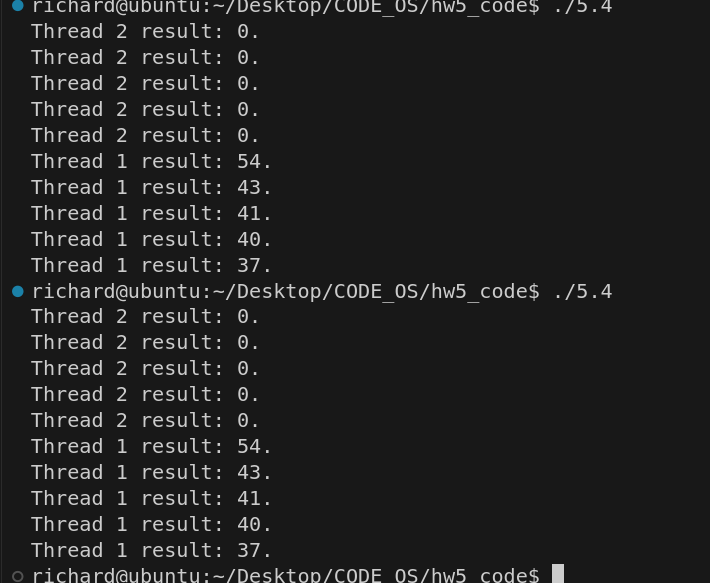 richard@ubuntu:~/Desktop/CODE_OS/hw5_code$ ./5.4
Thread 2 result: 0.
Thread 2 result: 0.
Thread 2 result: 0.
Thread 2 result: 0.
Thread 2 result: 0.
Thread 1 result: 54.
Thread 1 result: 43.
Thread 1 result: 41.
Thread 1 result: 40.
Thread 1 result: 37.
richard@ubuntu:~/Desktop/CODE_OS/hw5_code$ ./5.4
Thread 2 result: 0.
Thread 2 result: 0.
Thread 2 result: 0.
Thread 2 result: 0.
Thread 2 result: 0.
Thread 1 result: 54.
Thread 1 result: 43.
Thread 1 result: 41.
Thread 1 result: 40.
Thread 1 result: 37.
richard@ubuntu:~/Desktop/CODE_OS/hw5_code$